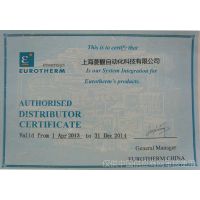 This is to certify that
上海菱翻自动化科技有限公司
Is our System Integration for
Eurotherm's products.
EUROTHERM
AUTHORISED
DISTRIBUTOR
CERTIFICATE
Valid from 1 Apr 2013 to 31 Dec 2014
General Manager
EUROTHERM CHINA